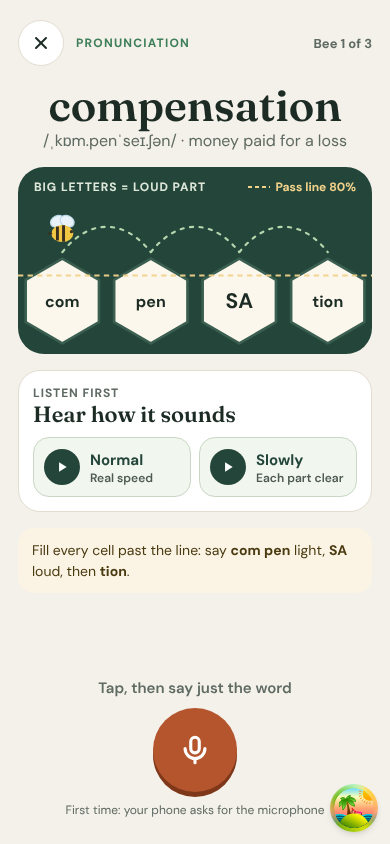 PRONUNCIATION
Bee 1 of 3
compensation
/ˌkɒm.penˈseɪ.ʃən/ · money paid for a loss
BIG LETTERS = LOUD PART
Pass line 80%
com
pen
SA
tion
LISTEN FIRST
Hear how it sounds
Normal
Real speed
Slowly
Each part clear
Fill every cell past the line: say com pen light, SA
loud, then tion.
Tap, then say just the word
First time: your phone asks for the microphone